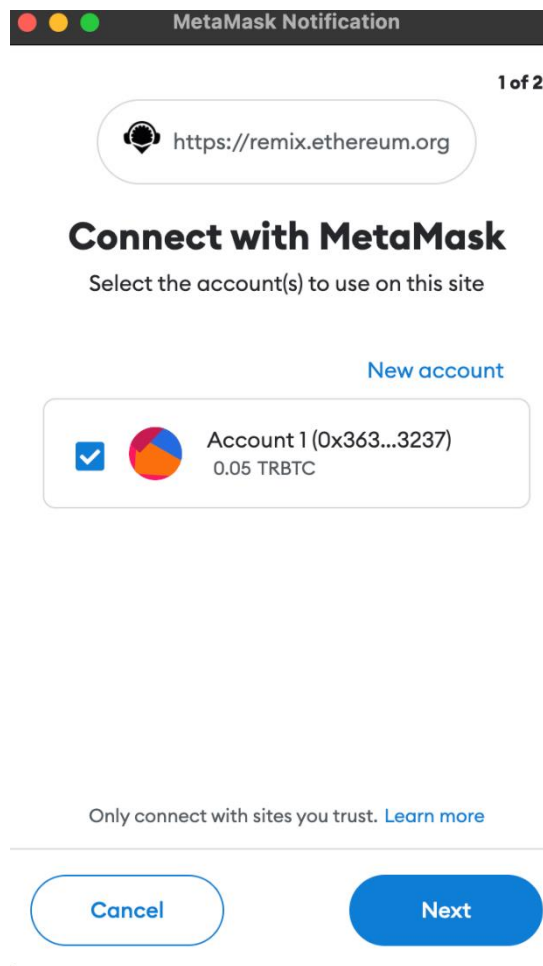 MetaMask Notification
1 of 2
https://remix.ethereum.org
Connect with MetaMask
Select the account(s) to use on this site
New account
Account 1 (0x363...3237)
0.05 TRBTC
Only connect with sites you trust. Learn more
Cancel
Next